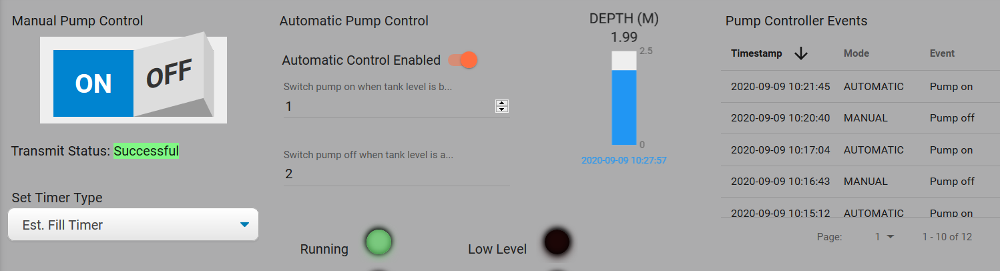 Manual Pump Control
ON OFF
Transmit Status: Successful
Set Timer Type
Est. Fill Timer
Automatic Pump Control
Automatic Control Enabled
Switch pump on when tank level is b...
1
Switch pump off when tank level is a...
2
Running
Low Level
DEPTH (M)
1.99
2.5
0
2020-09-09 10:27:57
Pump Controller Events
Timestamp Mode Event
2020-09-09 10:21:45 AUTOMATIC Pump on
2020-09-09 10:20:40 MANUAL Pump off
2020-09-09 10:17:04 AUTOMATIC Pump on
2020-09-09 10:16:43 MANUAL Pump off
2020-09-09 10:15:12 AUTOMATIC Pump on
Page: 1 1 - 10 of 12